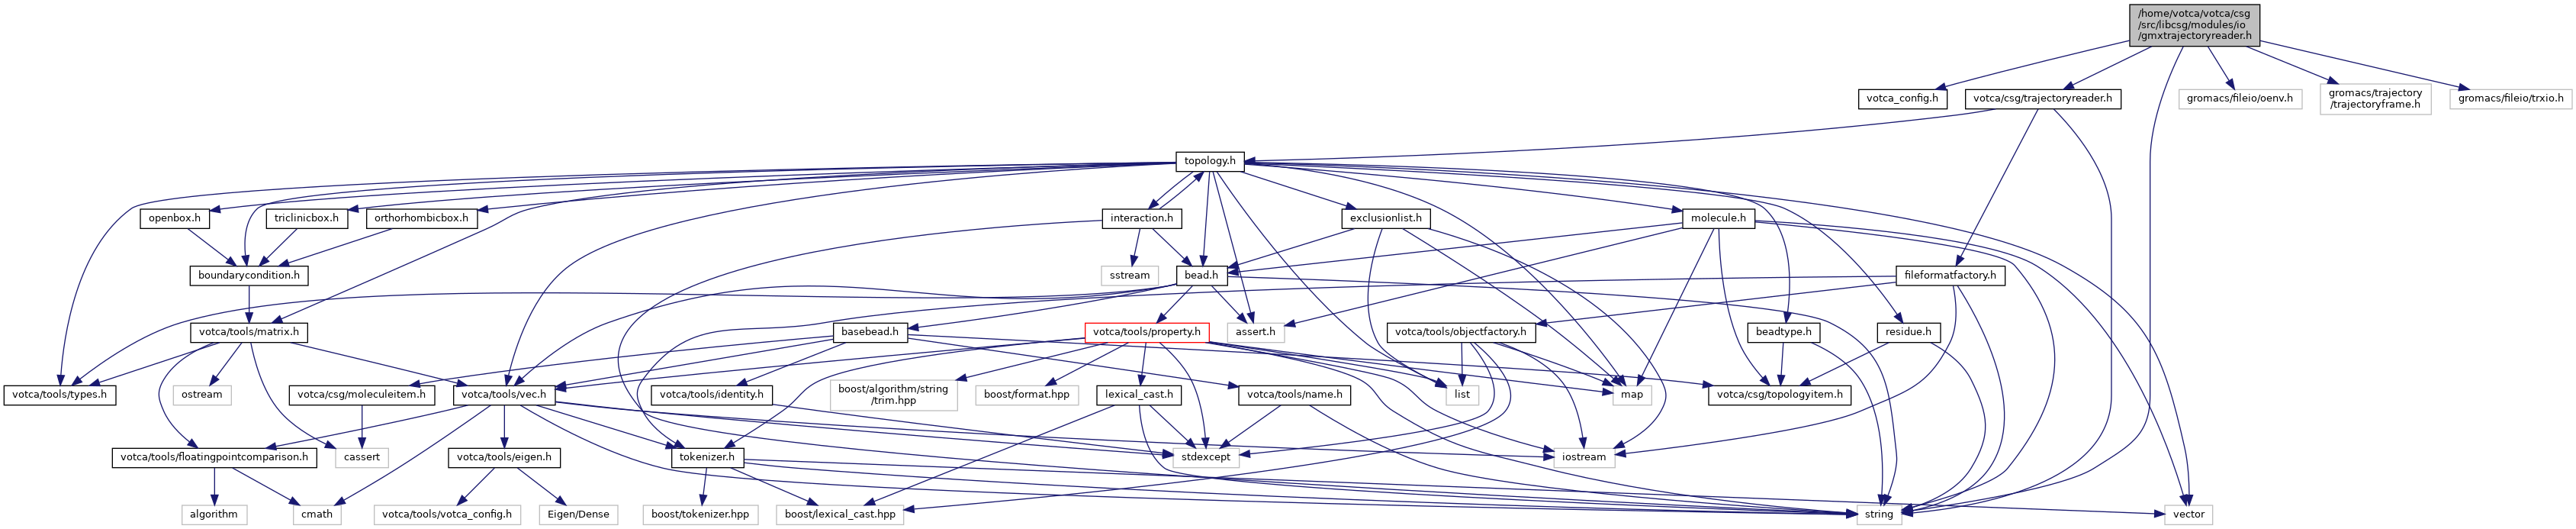 /home/votca/votca/csg
/src/libcsg/modules/io
/gmxtrajectoryreader.h
votca_config.h
votca/csg/trajectoryreader.h
gromacs/fileio/oenv.h
gromacs/trajectory
/trajectoryframe.h
gromacs/fileio/trxio.h
topology.h
openbox.h
triclinicbox.h
orthorhombicbox.h
interaction.h
exclusionlist.h
molecule.h
boundarycondition.h
sstream
bead.h
fileformatfactory.h
votca/tools/matrix.h
basebead.h
votca/tools/property.h
assert.h
votca/tools/objectfactory.h
beadtype.h
residue.h
votca/tools/types.h
ostream
votca/csg/moleculeitem.h
votca/tools/vec.h
votca/tools/identity.h
boost/algorithm/string
/trim.hpp
boost/format.hpp
lexical_cast.h
votca/tools/name.h
list
map
votca/csg/topologyitem.h
votca/tools/floatingpointcomparison.h
cassert
votca/tools/eigen.h
tokenizer.h
stdexcept
iostream
algorithm
cmath
votca/tools/votca_config.h
Eigen/Dense
boost/tokenizer.hpp
boost/lexical_cast.hpp
string
vector